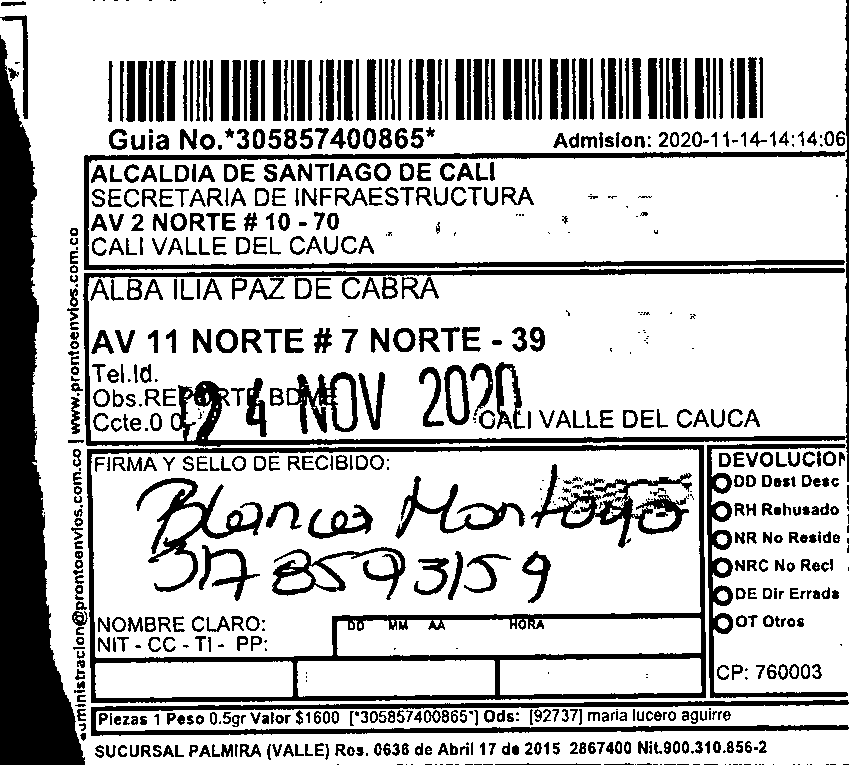 Guia No.*305857400865*
Admision: 2020-11-14-14:14:06
ALCALDIA DE SANTIAGO DE CALI
SECRETARIA DE INFRAESTRUCTURA
AV 2 NORTE # 10 - 70
CALI VALLE DEL CAUCA
ALBA ILIA PAZ DE CABRA
AV 11 NORTE # 7 NORTE - 39
Tel.Id.
Obs.REPORTE BDME
Ccte.0 0
24 NOV 2020
CALI VALLE DEL CAUCA
www.prontoenvios.com.co
uministracion@prontoenvios.com.co
FIRMA Y SELLO DE RECIBIDO:
Blanca Montoya
317 8593159
NOMBRE CLARO:
NIT - CC - TI - PP:
DD MM AA HORA
DEVOLUCION
DD Dest Desc
RH Rehusado
NR No Reside
NRC No Recl
DE Dir Errada
OT Otros
CP: 760003
Piezas 1 Peso 0.5gr Valor $1600 [*305857400865*] Ods: [92737] maria lucero aguirre
SUCURSAL PALMIRA (VALLE) Res. 0636 de Abril 17 de 2015 2867400 Nit.900.310.856-2